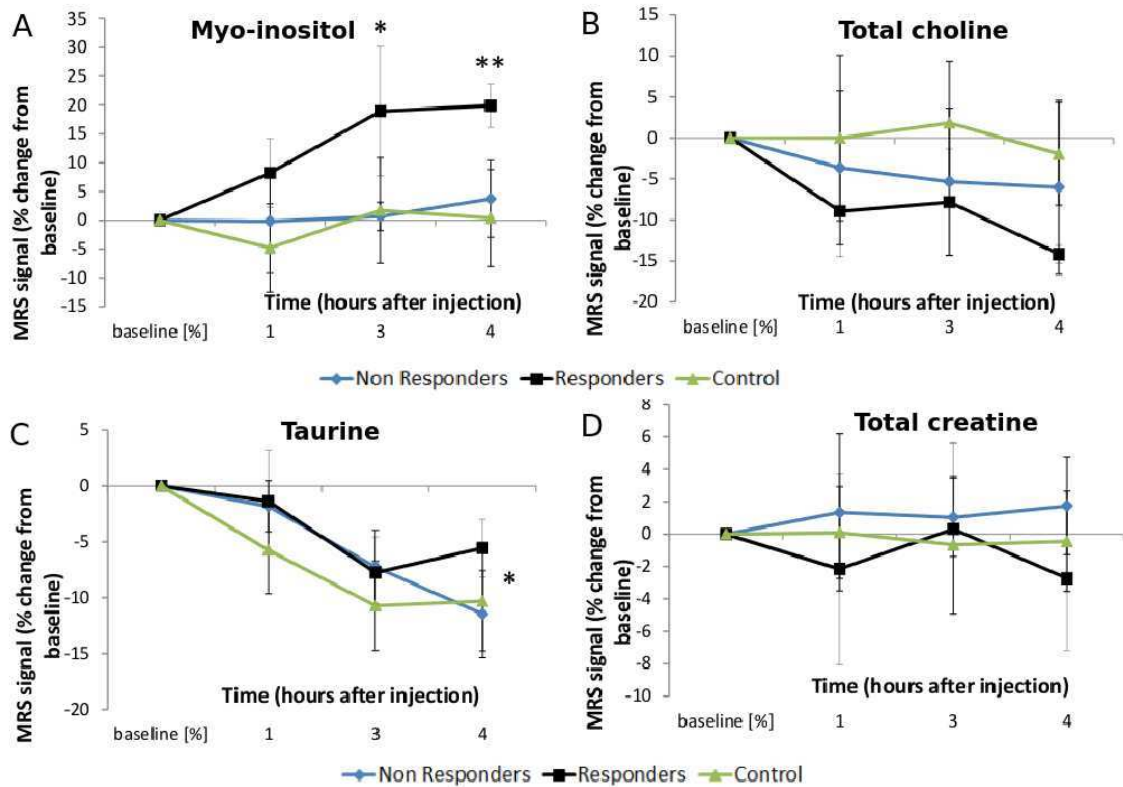 A
Myo-inositol
MRS signal (% change from
baseline)
35
30
25
20
15
10
5
0
-5
-10
-15
*
**
Time (hours after injection)
baseline [%] 1 3 4
B
Total choline
MRS signal (% change from
baseline)
15
10
5
0
-5
-10
-15
-20
Time (hours after injection)
baseline [%] 1 3 4
Non Responders Responders Control
C
Taurine
MRS signal (% change from
baseline)
5
0
-5
-10
-15
-20
*
Time (hours after injection)
baseline [%] 1 3 4
D
Total creatine
MRS signal (% change from
baseline)
8
6
4
2
0
-2
-4
-6
-8
-10
Time (hours after injection)
baseline [%] 1 3 4
Non Responders Responders Control